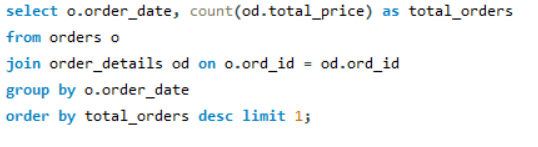 select o.order_date, count(od.total_price) as total_orders
from orders o
join order_details od on o.ord_id = od.ord_id
group by o.order_date
order by total_orders desc limit 1;